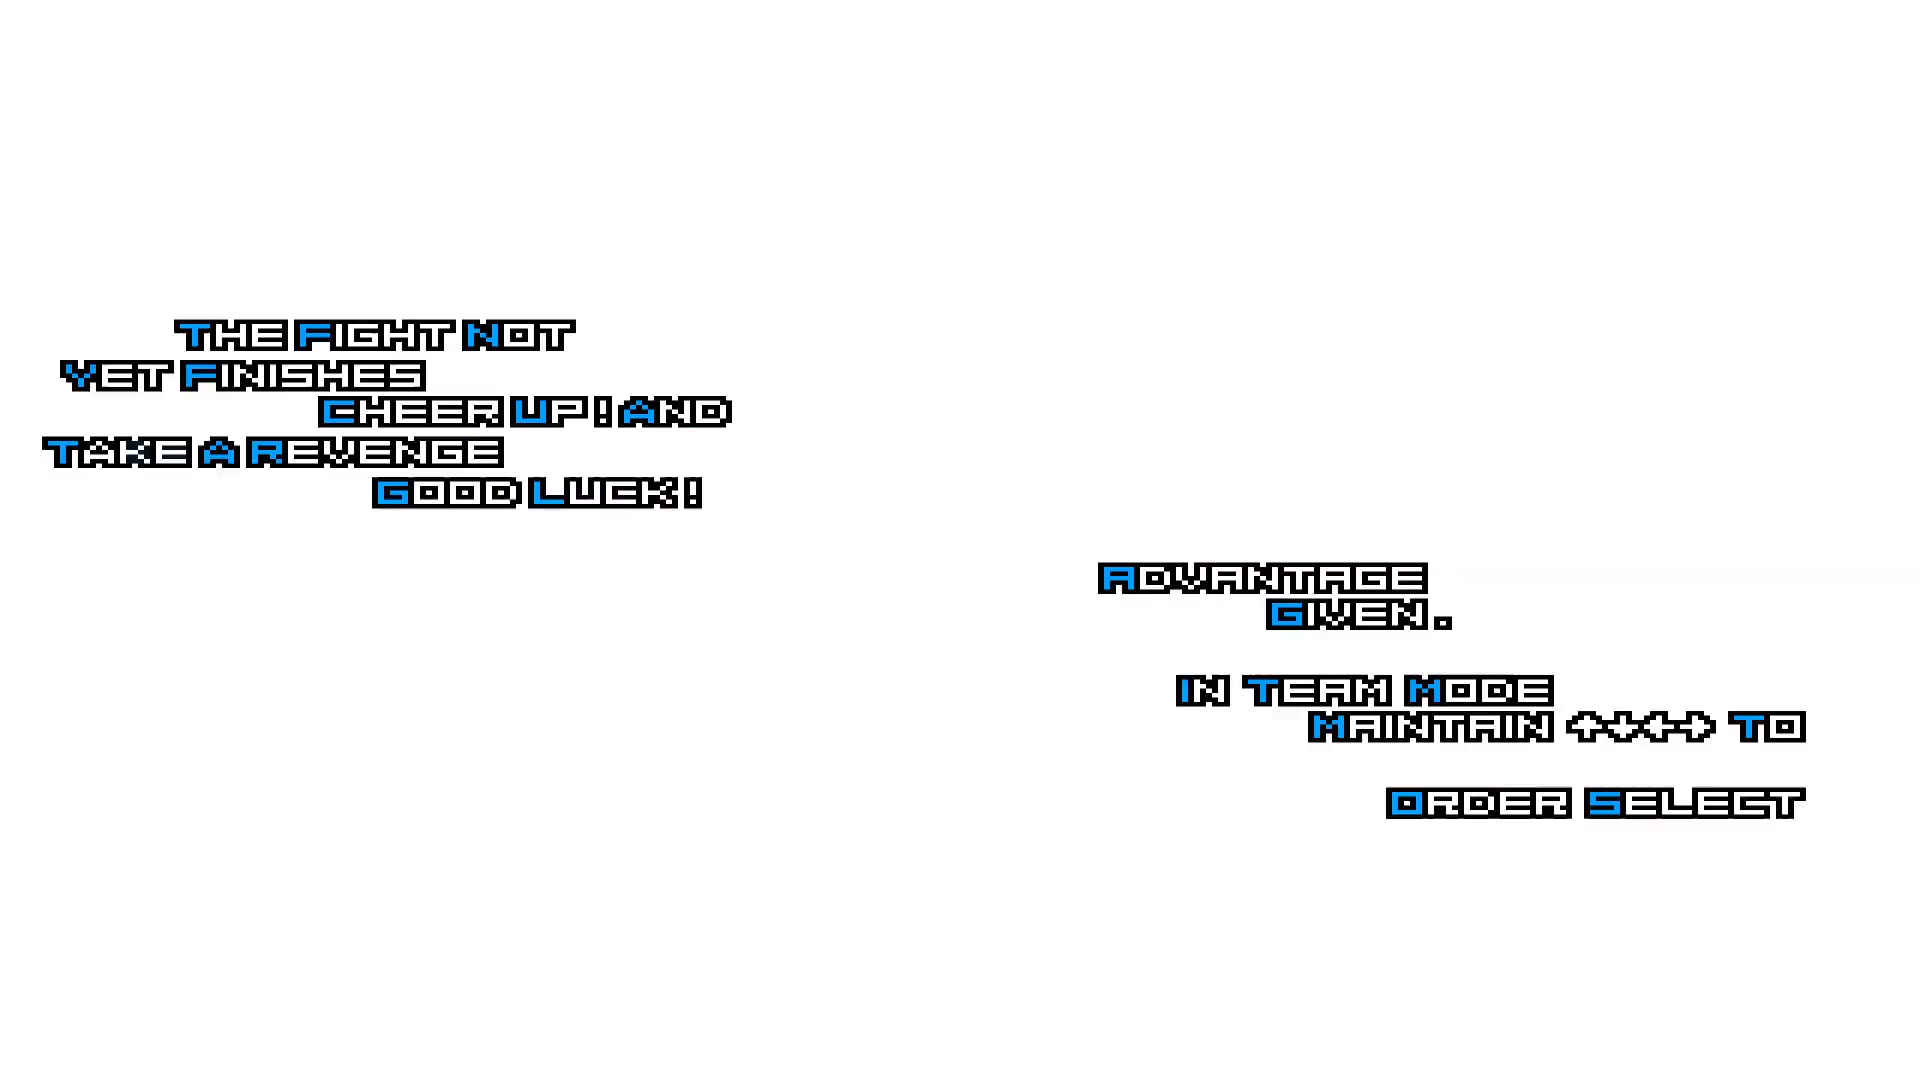 The Fight Not
Yet Finishes
Cheer Up! And
Take A Revenge
Good Luck!
Advantage
Given.
In Team Mode
Maintain ↑↓←→ To
Order Select